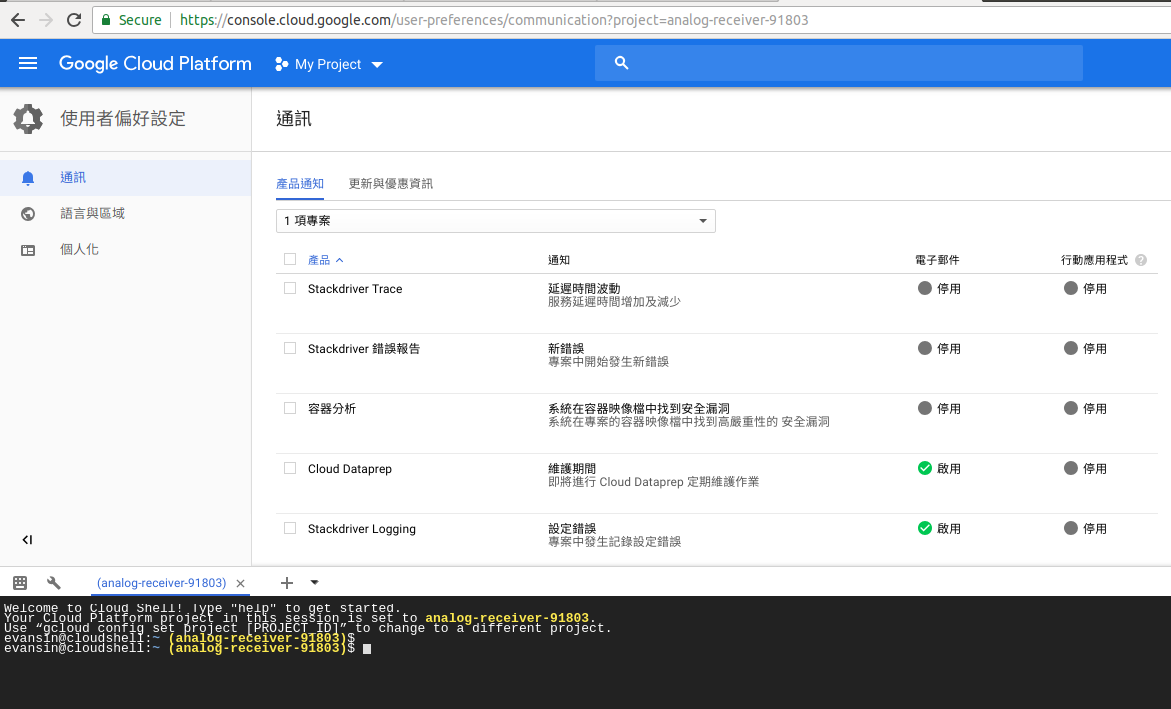 Secure https://console.cloud.google.com/user-preferences/communication?project=analog-receiver-91803
Google Cloud Platform My Project
使用者偏好設定
通訊
語言與區域
個人化
通訊
產品通知 更新與優惠資訊
1 項專案
產品 通知 電子郵件 行動應用程式 ?
Stackdriver Trace 延遲時間波動 停用 停用
服務延遲時間增加及減少
Stackdriver 錯誤報告 新錯誤 停用 停用
專案中開始發生新錯誤
容器分析 系統在容器映像檔中找到安全漏洞 停用 停用
系統在專案的容器映像檔中找到高嚴重性的 安全漏洞
Cloud Dataprep 維護期間 啟用 停用
即將進行 Cloud Dataprep 定期維護作業
Stackdriver Logging 設定錯誤 啟用 停用
專案中發生記錄設定錯誤
(analog-receiver-91803) ×
Welcome to Cloud Shell! Type "help" to get started.
Your Cloud Platform project in this session is set to analog-receiver-91803.
Use “gcloud config set project [PROJECT_ID]” to change to a different project.
evansin@cloudshell:~ (analog-receiver-91803)$
evansin@cloudshell:~ (analog-receiver-91803)$